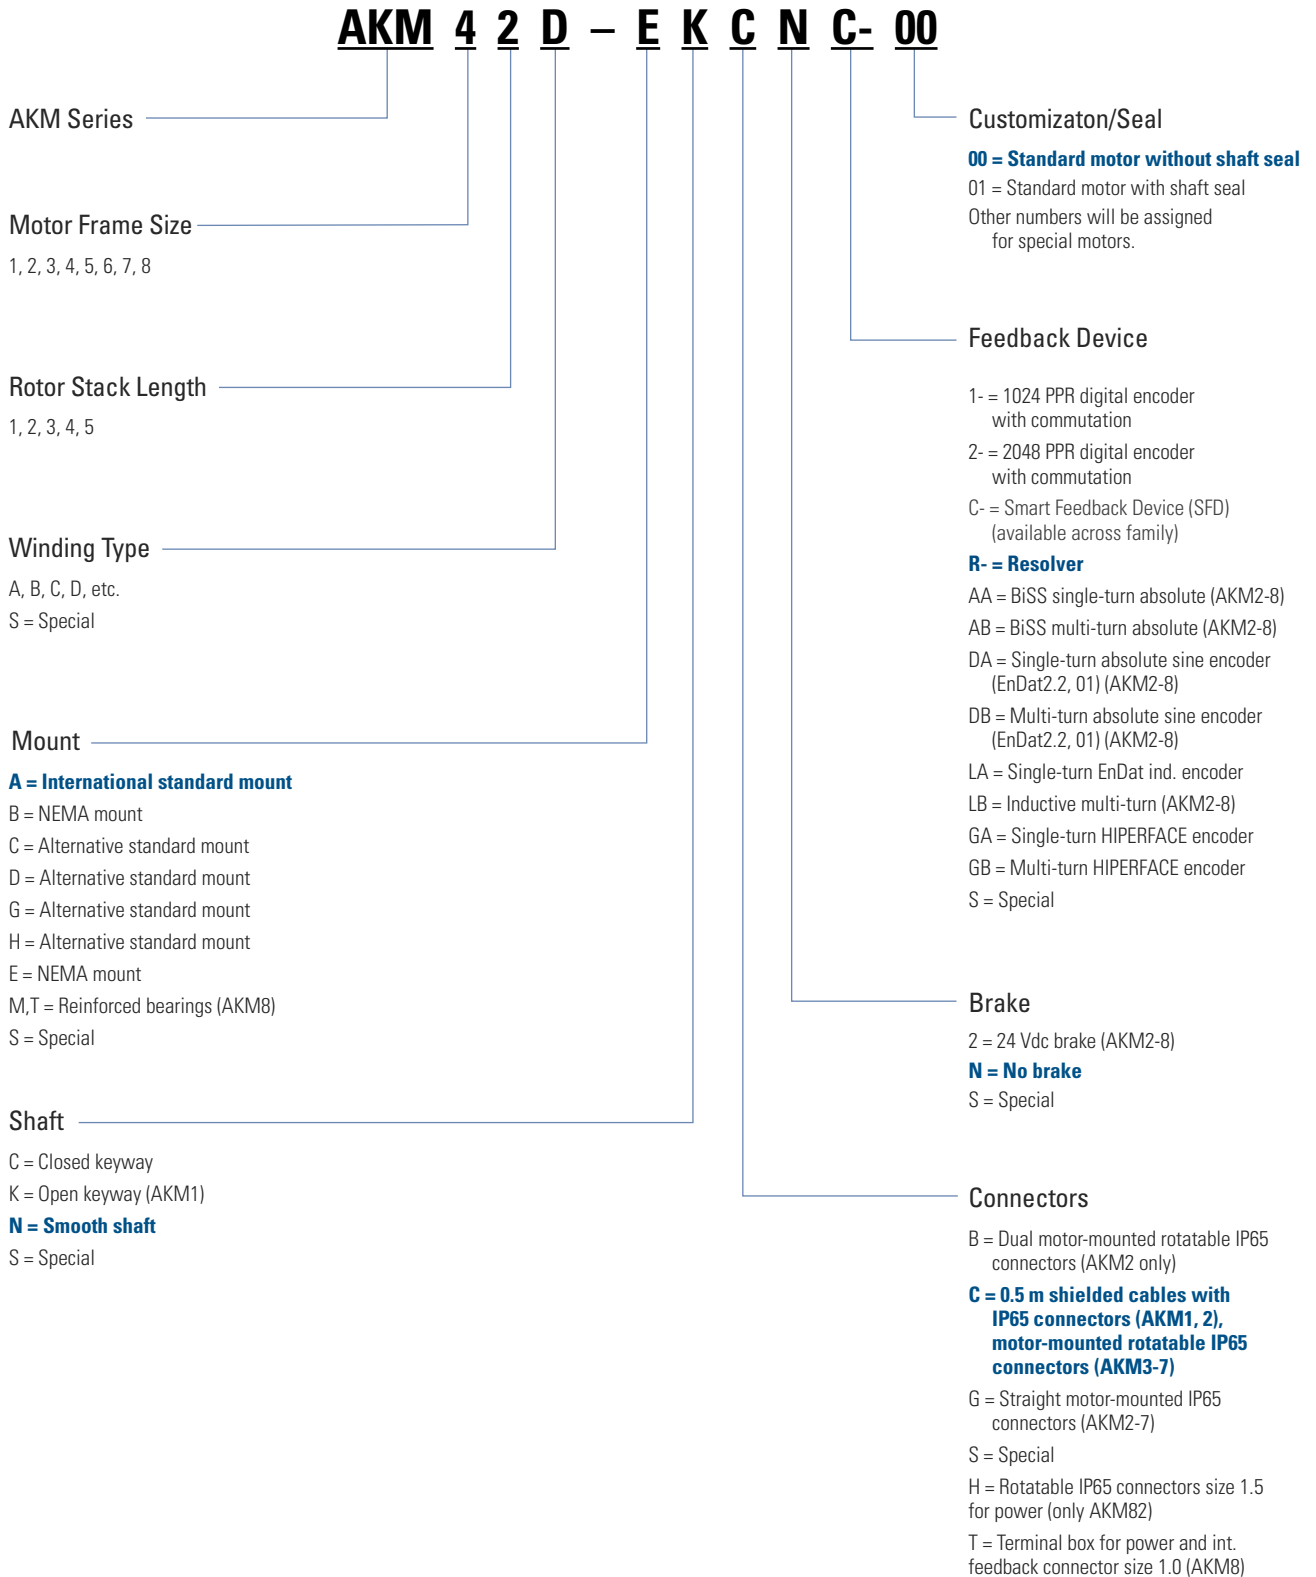 AKM 4 2 D – E K C N C- 00
AKM Series
Motor Frame Size
1, 2, 3, 4, 5, 6, 7, 8
Rotor Stack Length
1, 2, 3, 4, 5
Winding Type
A, B, C, D, etc.
S = Special
Mount
A = International standard mount
B = NEMA mount
C = Alternative standard mount
D = Alternative standard mount
G = Alternative standard mount
H = Alternative standard mount
E = NEMA mount
M,T = Reinforced bearings (AKM8)
S = Special
Shaft
C = Closed keyway
K = Open keyway (AKM1)
N = Smooth shaft
S = Special
Customizaton/Seal
00 = Standard motor without shaft seal
01 = Standard motor with shaft seal
Other numbers will be assigned
for special motors.
Feedback Device
1- = 1024 PPR digital encoder
with commutation
2- = 2048 PPR digital encoder
with commutation
C- = Smart Feedback Device (SFD)
(available across family)
R- = Resolver
AA = BiSS single-turn absolute (AKM2-8)
AB = BiSS multi-turn absolute (AKM2-8)
DA = Single-turn absolute sine encoder
(EnDat2.2, 01) (AKM2-8)
DB = Multi-turn absolute sine encoder
(EnDat2.2, 01) (AKM2-8)
LA = Single-turn EnDat ind. encoder
LB = Inductive multi-turn (AKM2-8)
GA = Single-turn HIPERFACE encoder
GB = Multi-turn HIPERFACE encoder
S = Special
Brake
2 = 24 Vdc brake (AKM2-8)
N = No brake
S = Special
Connectors
B = Dual motor-mounted rotatable IP65
connectors (AKM2 only)
C = 0.5 m shielded cables with
IP65 connectors (AKM1, 2),
motor-mounted rotatable IP65
connectors (AKM3-7)
G = Straight motor-mounted IP65
connectors (AKM2-7)
S = Special
H = Rotatable IP65 connectors size 1.5
for power (only AKM82)
T = Terminal box for power and int.
feedback connector size 1.0 (AKM8)